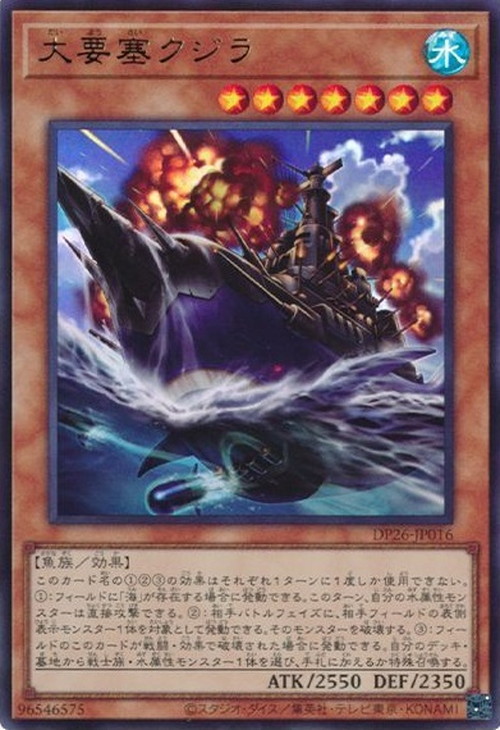 大要塞クジラ
水
DP26-JP016
【魚族／効果】
このカード名の①②③の効果はそれぞれ1ターンに1度しか使用できない。
①：フィールドに「海」が存在する場合に発動できる。このターン、自分の水属性モン
スターは直接攻撃できる。②：相手バトルフェイズに、相手フィールドの表側
表示モンスター1体を対象として発動できる。そのモンスターを破壊する。③：フィール
ドのこのカードが戦闘・効果で破壊された場合に発動できる。自分のデッキ・
墓地から戦士族・水属性モンスター1体を選び、手札に加えるか特殊召喚する。
ATK/2550 DEF/2350
96546575
©スタジオ・ダイス／集英社・テレビ東京・KONAMI